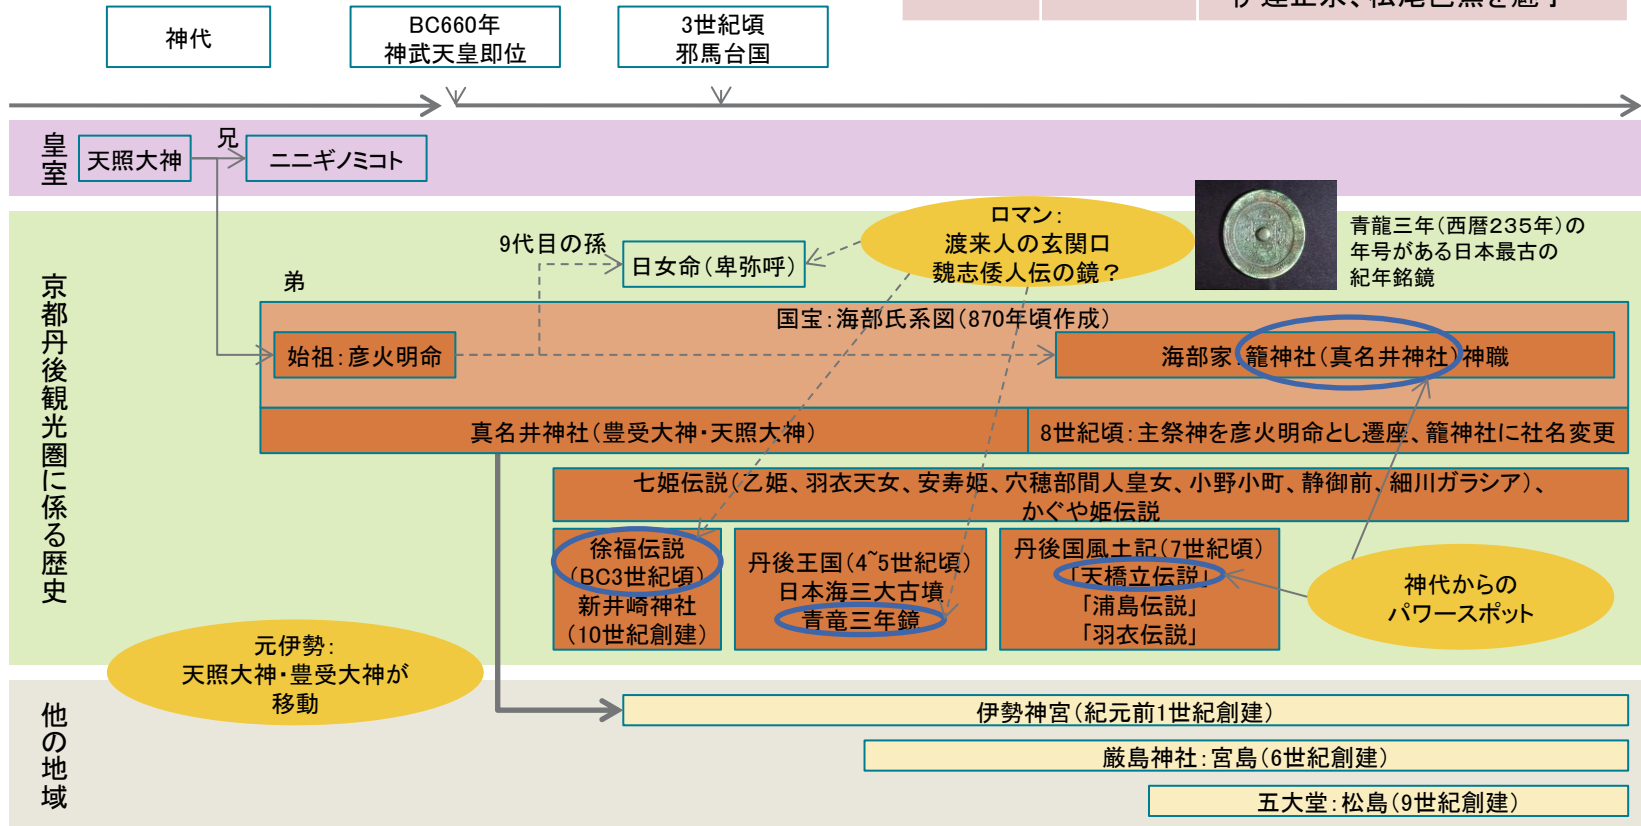 伊達正宗、松尾芭蕉を魅了
神代
BC660年
神武天皇即位
3世紀頃
邪馬台国
皇室
天照大神
兄
ニニギノミコト
京都丹後観光圏に係る歴史
9代目の孫
日女命(卑弥呼)
ロマン:
渡来人の玄関口
魏志倭人伝の鏡?
青龍三年(西暦235年)の
年号がある日本最古の
紀年銘鏡
弟
国宝:海部氏系図(870年頃作成)
始祖:彦火明命
海部家:籠神社(真名井神社)神職
真名井神社(豊受大神・天照大神)
8世紀頃:主祭神を彦火明命とし遷座、籠神社に社名変更
七姫伝説(乙姫、羽衣天女、安寿姫、穴穂部間人皇女、小野小町、静御前、細川ガラシア)、
かぐや姫伝説
徐福伝説
(BC3世紀頃)
新井崎神社
(10世紀創建)
丹後王国(4~5世紀頃)
日本海三大古墳
青竜三年鏡
丹後国風土記(7世紀頃)
「天橋立伝説」
「浦島伝説」
「羽衣伝説」
神代からの
パワースポット
元伊勢:
天照大神・豊受大神が
移動
他の地域
伊勢神宮(紀元前1世紀創建)
厳島神社:宮島(6世紀創建)
五大堂:松島(9世紀創建)